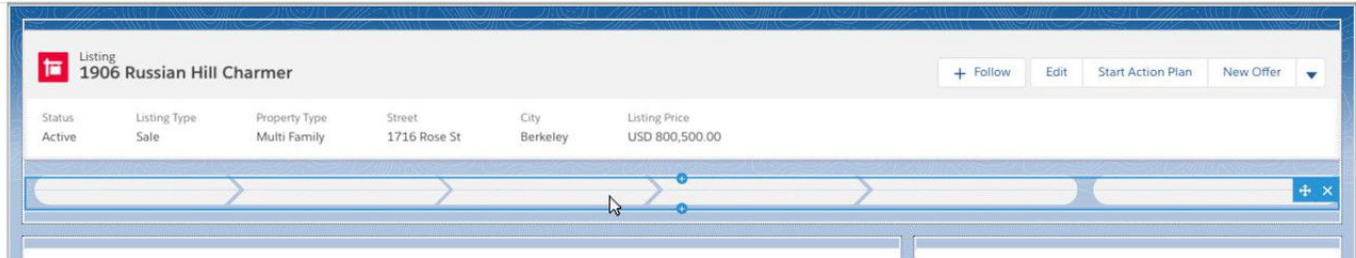 Listing
1906 Russian Hill Charmer
+ Follow Edit Start Action Plan New Offer
Status Listing Type Property Type Street City Listing Price
Active Sale Multi Family 1716 Rose St Berkeley USD 800,500.00